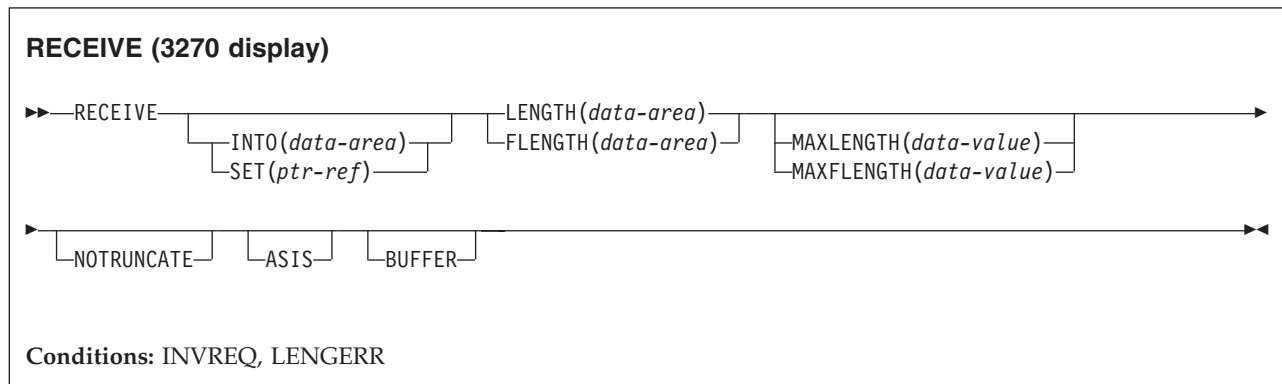 RECEIVE (3270 display)
RECEIVE LENGTH(data-area)
INTO(data-area) FLENGTH(data-area) MAXLENGTH(data-value)
SET(ptr-ref) MAXFLENGTH(data-value)
NOTRUNCATE ASIS BUFFER
Conditions: INVREQ, LENGERR